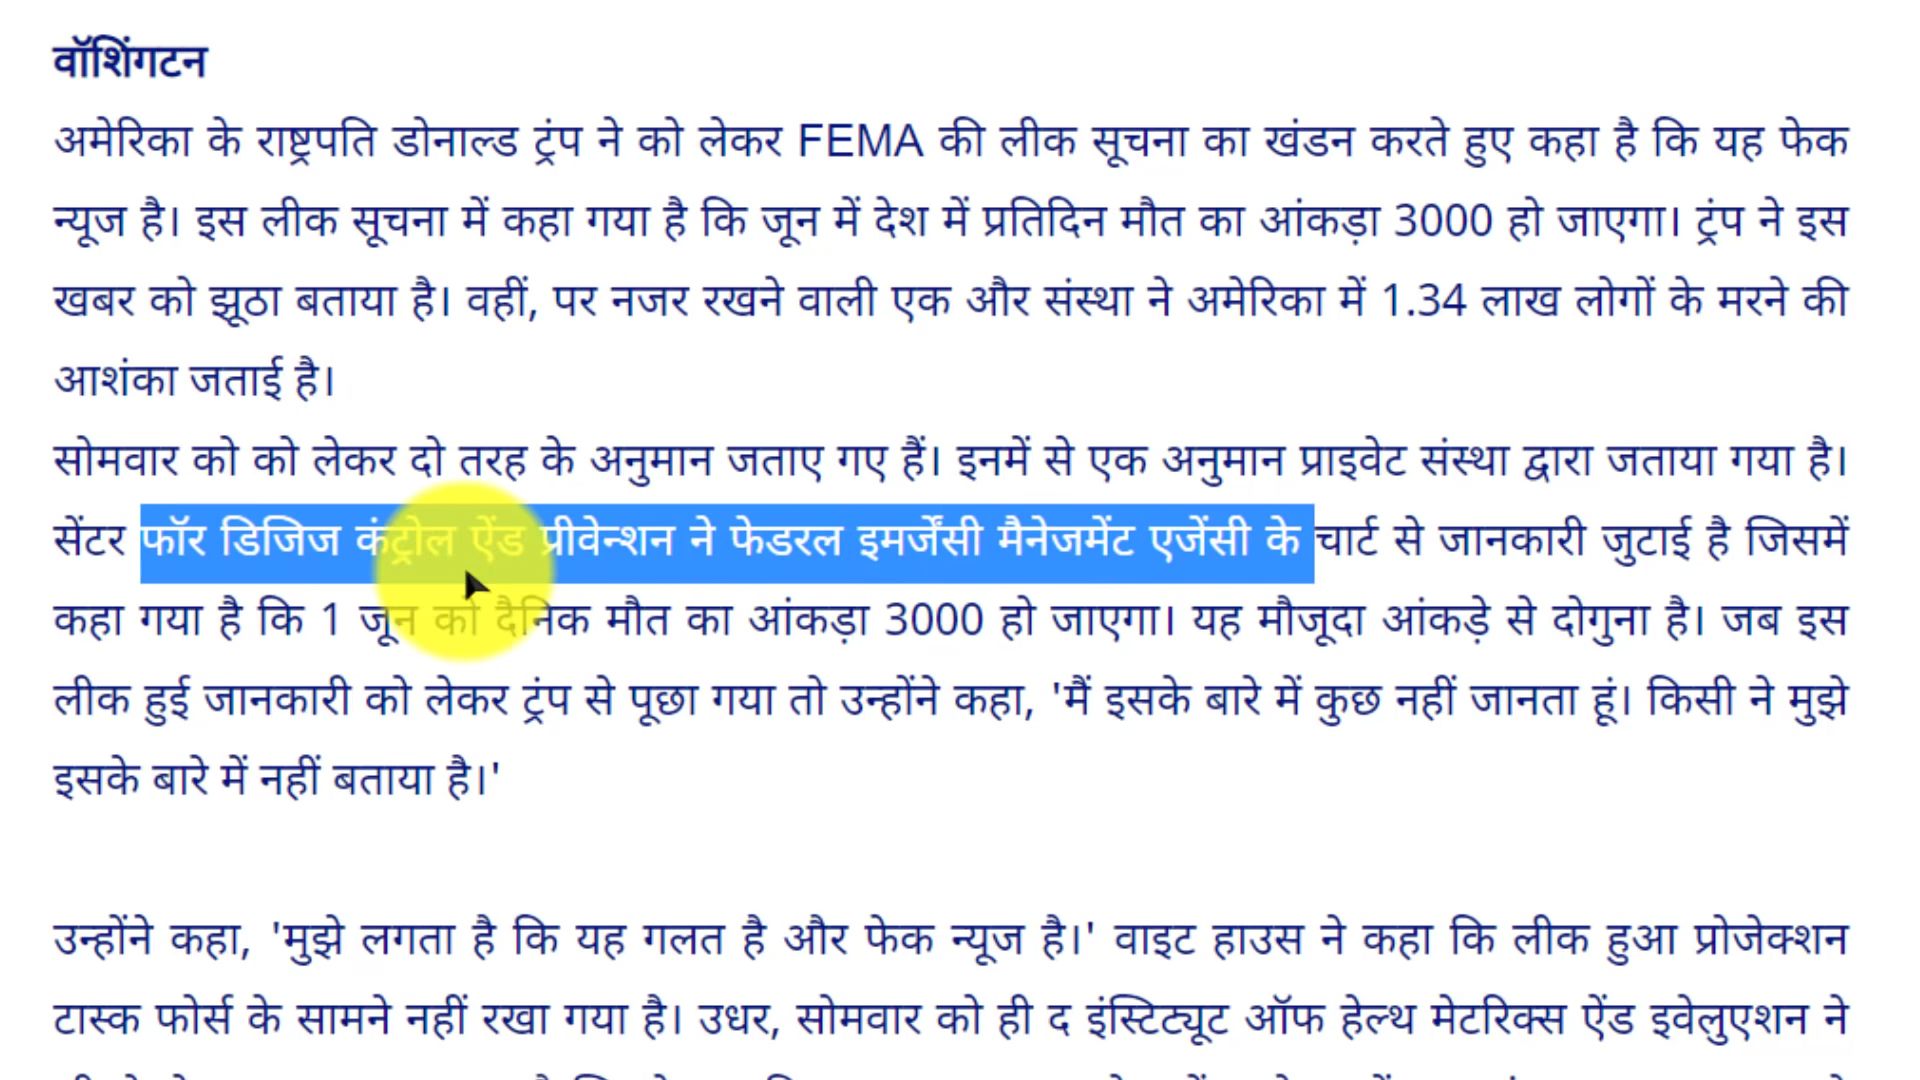 वॉशिंगटन
अमेरिका के राष्ट्रपति डोनाल्ड ट्रंप ने को लेकर FEMA की लीक सूचना का खंडन करते हुए कहा है कि यह फेक
न्यूज है। इस लीक सूचना में कहा गया है कि जून में देश में प्रतिदिन मौत का आंकड़ा 3000 हो जाएगा। ट्रंप ने इस
खबर को झूठा बताया है। वहीं, पर नजर रखने वाली एक और संस्था ने अमेरिका में 1.34 लाख लोगों के मरने की
आशंका जताई है।
सोमवार को को लेकर दो तरह के अनुमान जताए गए हैं। इनमें से एक अनुमान प्राइवेट संस्था द्वारा जताया गया है।
सेंटर फॉर डिजिज कंट्रोल ऐंड प्रीवेन्शन ने फेडरल इमर्जेंसी मैनेजमेंट एजेंसी के चार्ट से जानकारी जुटाई है जिसमें
कहा गया है कि 1 जून को दैनिक मौत का आंकड़ा 3000 हो जाएगा। यह मौजूदा आंकड़े से दोगुना है। जब इस
लीक हुई जानकारी को लेकर ट्रंप से पूछा गया तो उन्होंने कहा, 'मैं इसके बारे में कुछ नहीं जानता हूं। किसी ने मुझे
इसके बारे में नहीं बताया है।'
उन्होंने कहा, 'मुझे लगता है कि यह गलत है और फेक न्यूज है।' वाइट हाउस ने कहा कि लीक हुआ प्रोजेक्शन
टास्क फोर्स के सामने नहीं रखा गया है। उधर, सोमवार को ही द इंस्टिट्यूट ऑफ हेल्थ मेटरिक्स ऐंड इवेलुएशन ने